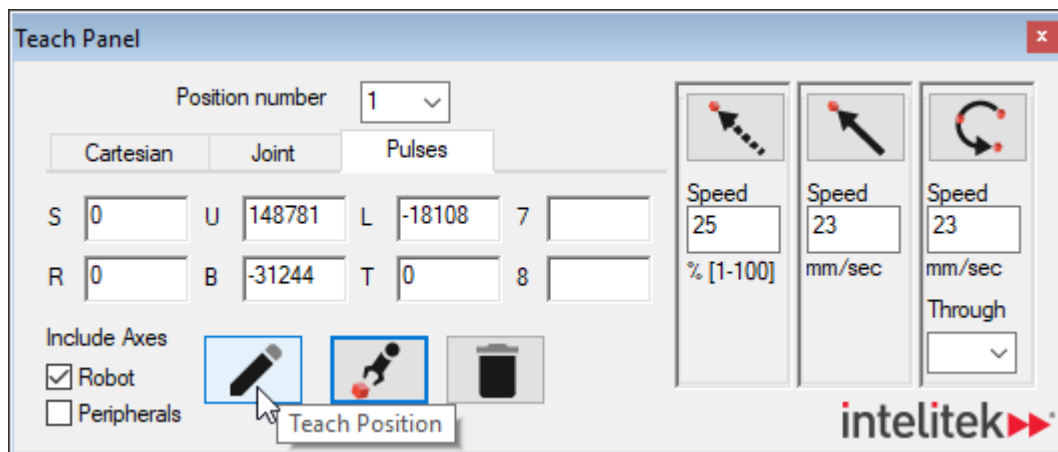 Teach Panel
x
Position number 1
Cartesian Joint Pulses
S 0 U 148781 L -18108 7
R 0 B -31244 T 0 8
Include Axes
Robot
Peripherals
Teach Position
Speed
25
% [1-100]
Speed
23
mm/sec
Speed
23
mm/sec
Through
intelitek